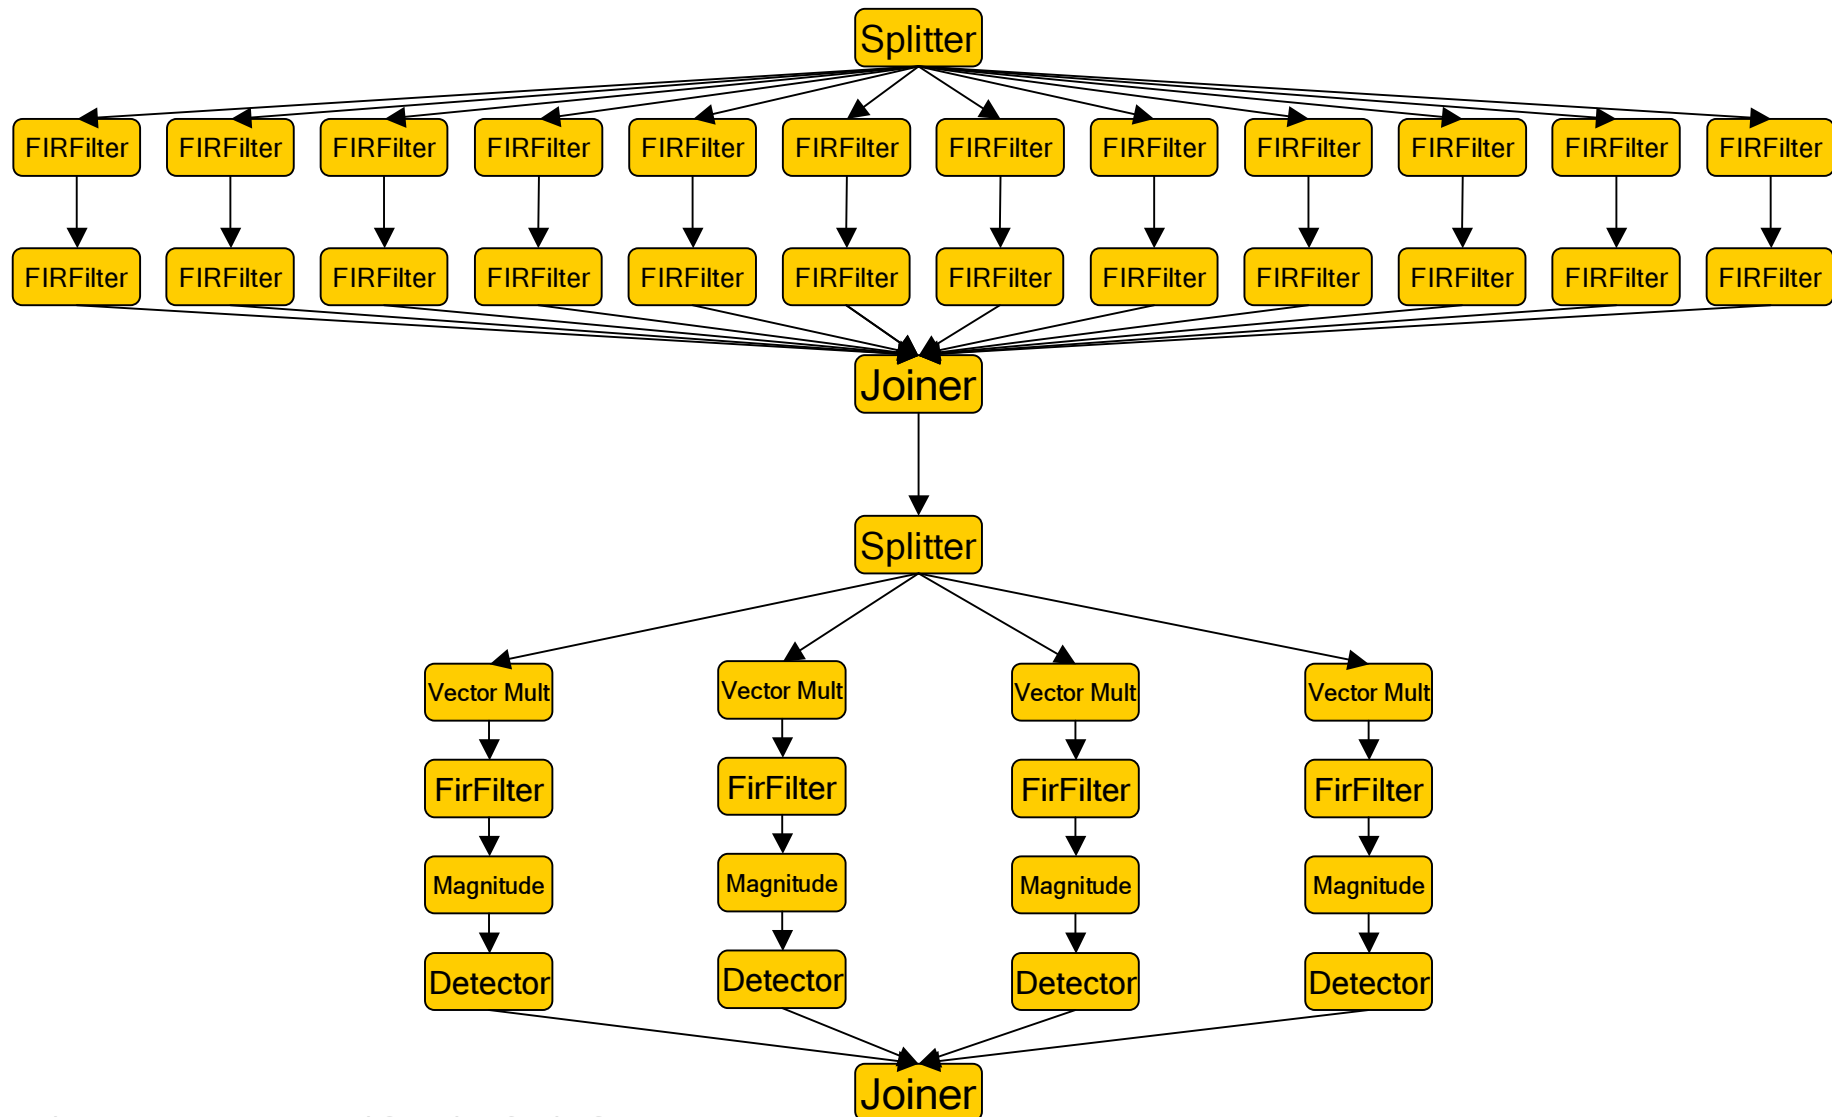 Splitter
FIRFilter FIRFilter FIRFilter FIRFilter FIRFilter FIRFilter FIRFilter FIRFilter FIRFilter FIRFilter FIRFilter FIRFilter
FIRFilter FIRFilter FIRFilter FIRFilter FIRFilter FIRFilter FIRFilter FIRFilter FIRFilter FIRFilter FIRFilter FIRFilter
Joiner
Splitter
Vector Mult Vector Mult Vector Mult Vector Mult
FirFilter FirFilter FirFilter FirFilter
Magnitude Magnitude Magnitude Magnitude
Detector Detector Detector Detector
Joiner